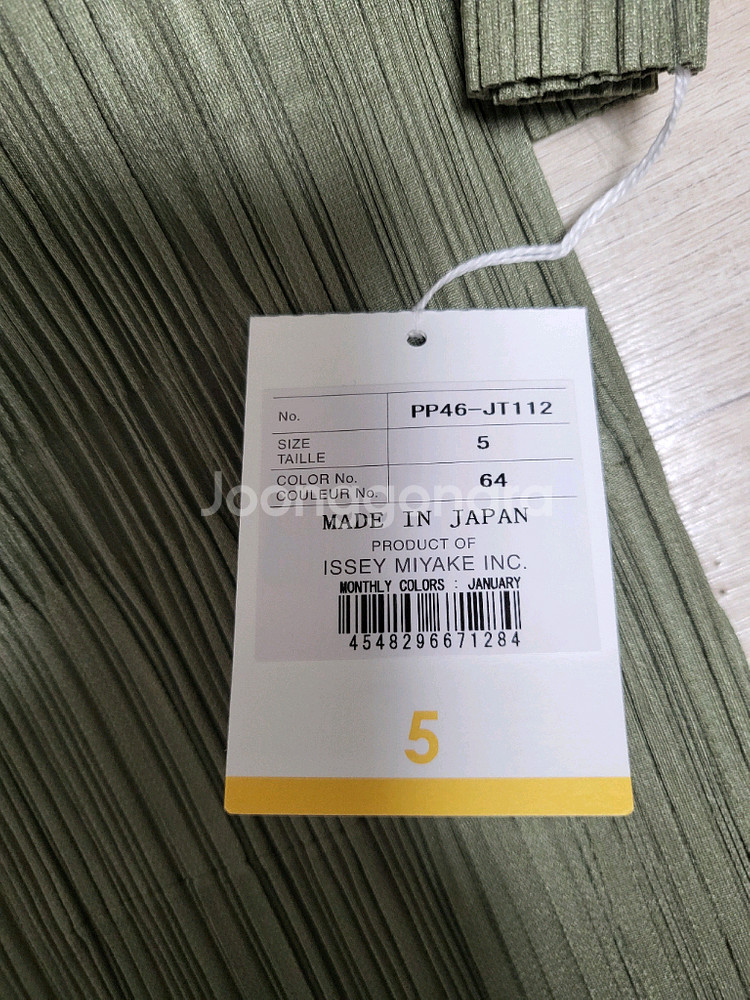 No. PP46-JT112
SIZE
TAILLE 5
COLOR No.
COULEUR No. 64
Joonggonara
MADE IN JAPAN
PRODUCT OF
ISSEY MIYAKE INC.
MONTHLY COLORS : JANUARY
4548296671284
5